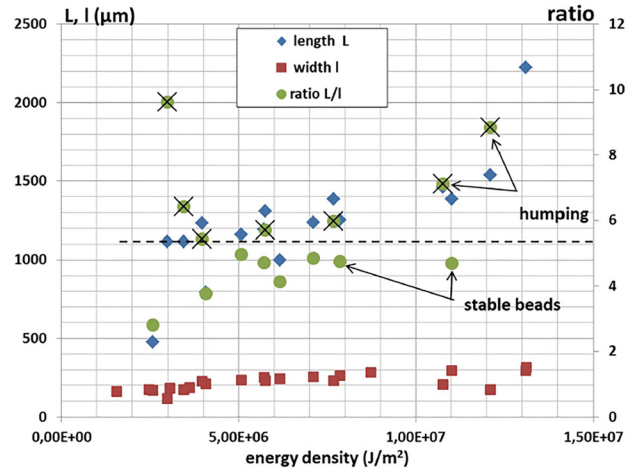 L, l (µm)
ratio
2500
2000
1500
1000
500
0
12
10
8
6
4
2
0
length L
width l
ratio L/l
humping
stable beads
0,00E+00
5,00E+06
1,00E+07
1,50E+07
energy density (J/m²)